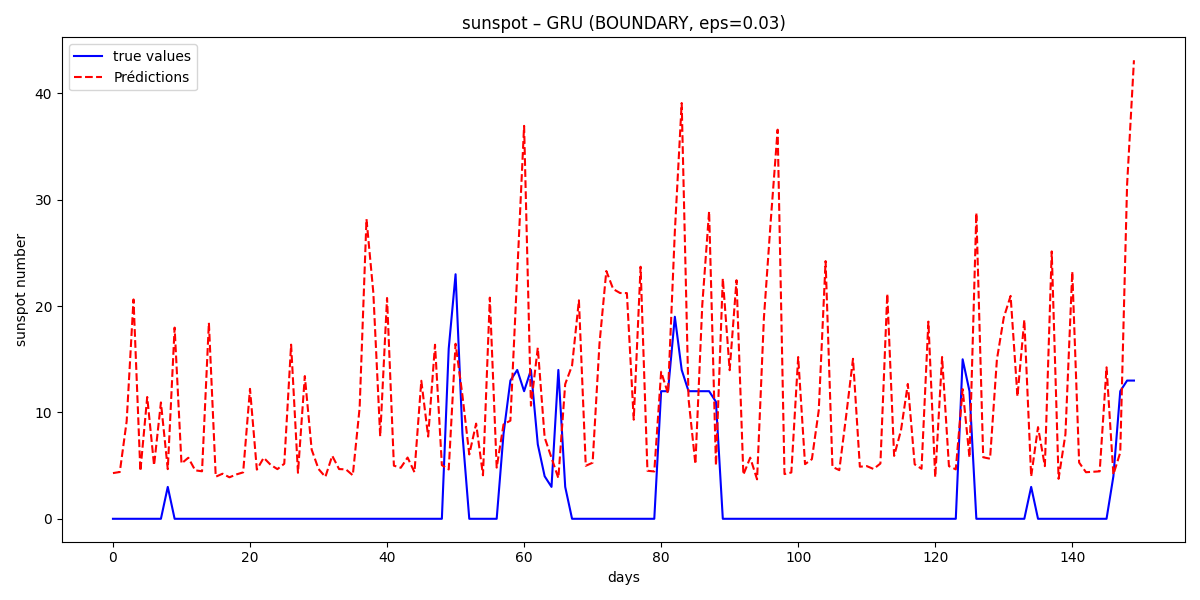 sunspot – GRU (BOUNDARY, eps=0.03)
true values
Prédictions
sunspot number
40
30
20
10
0
0 20 40 60 80 100 120 140
days